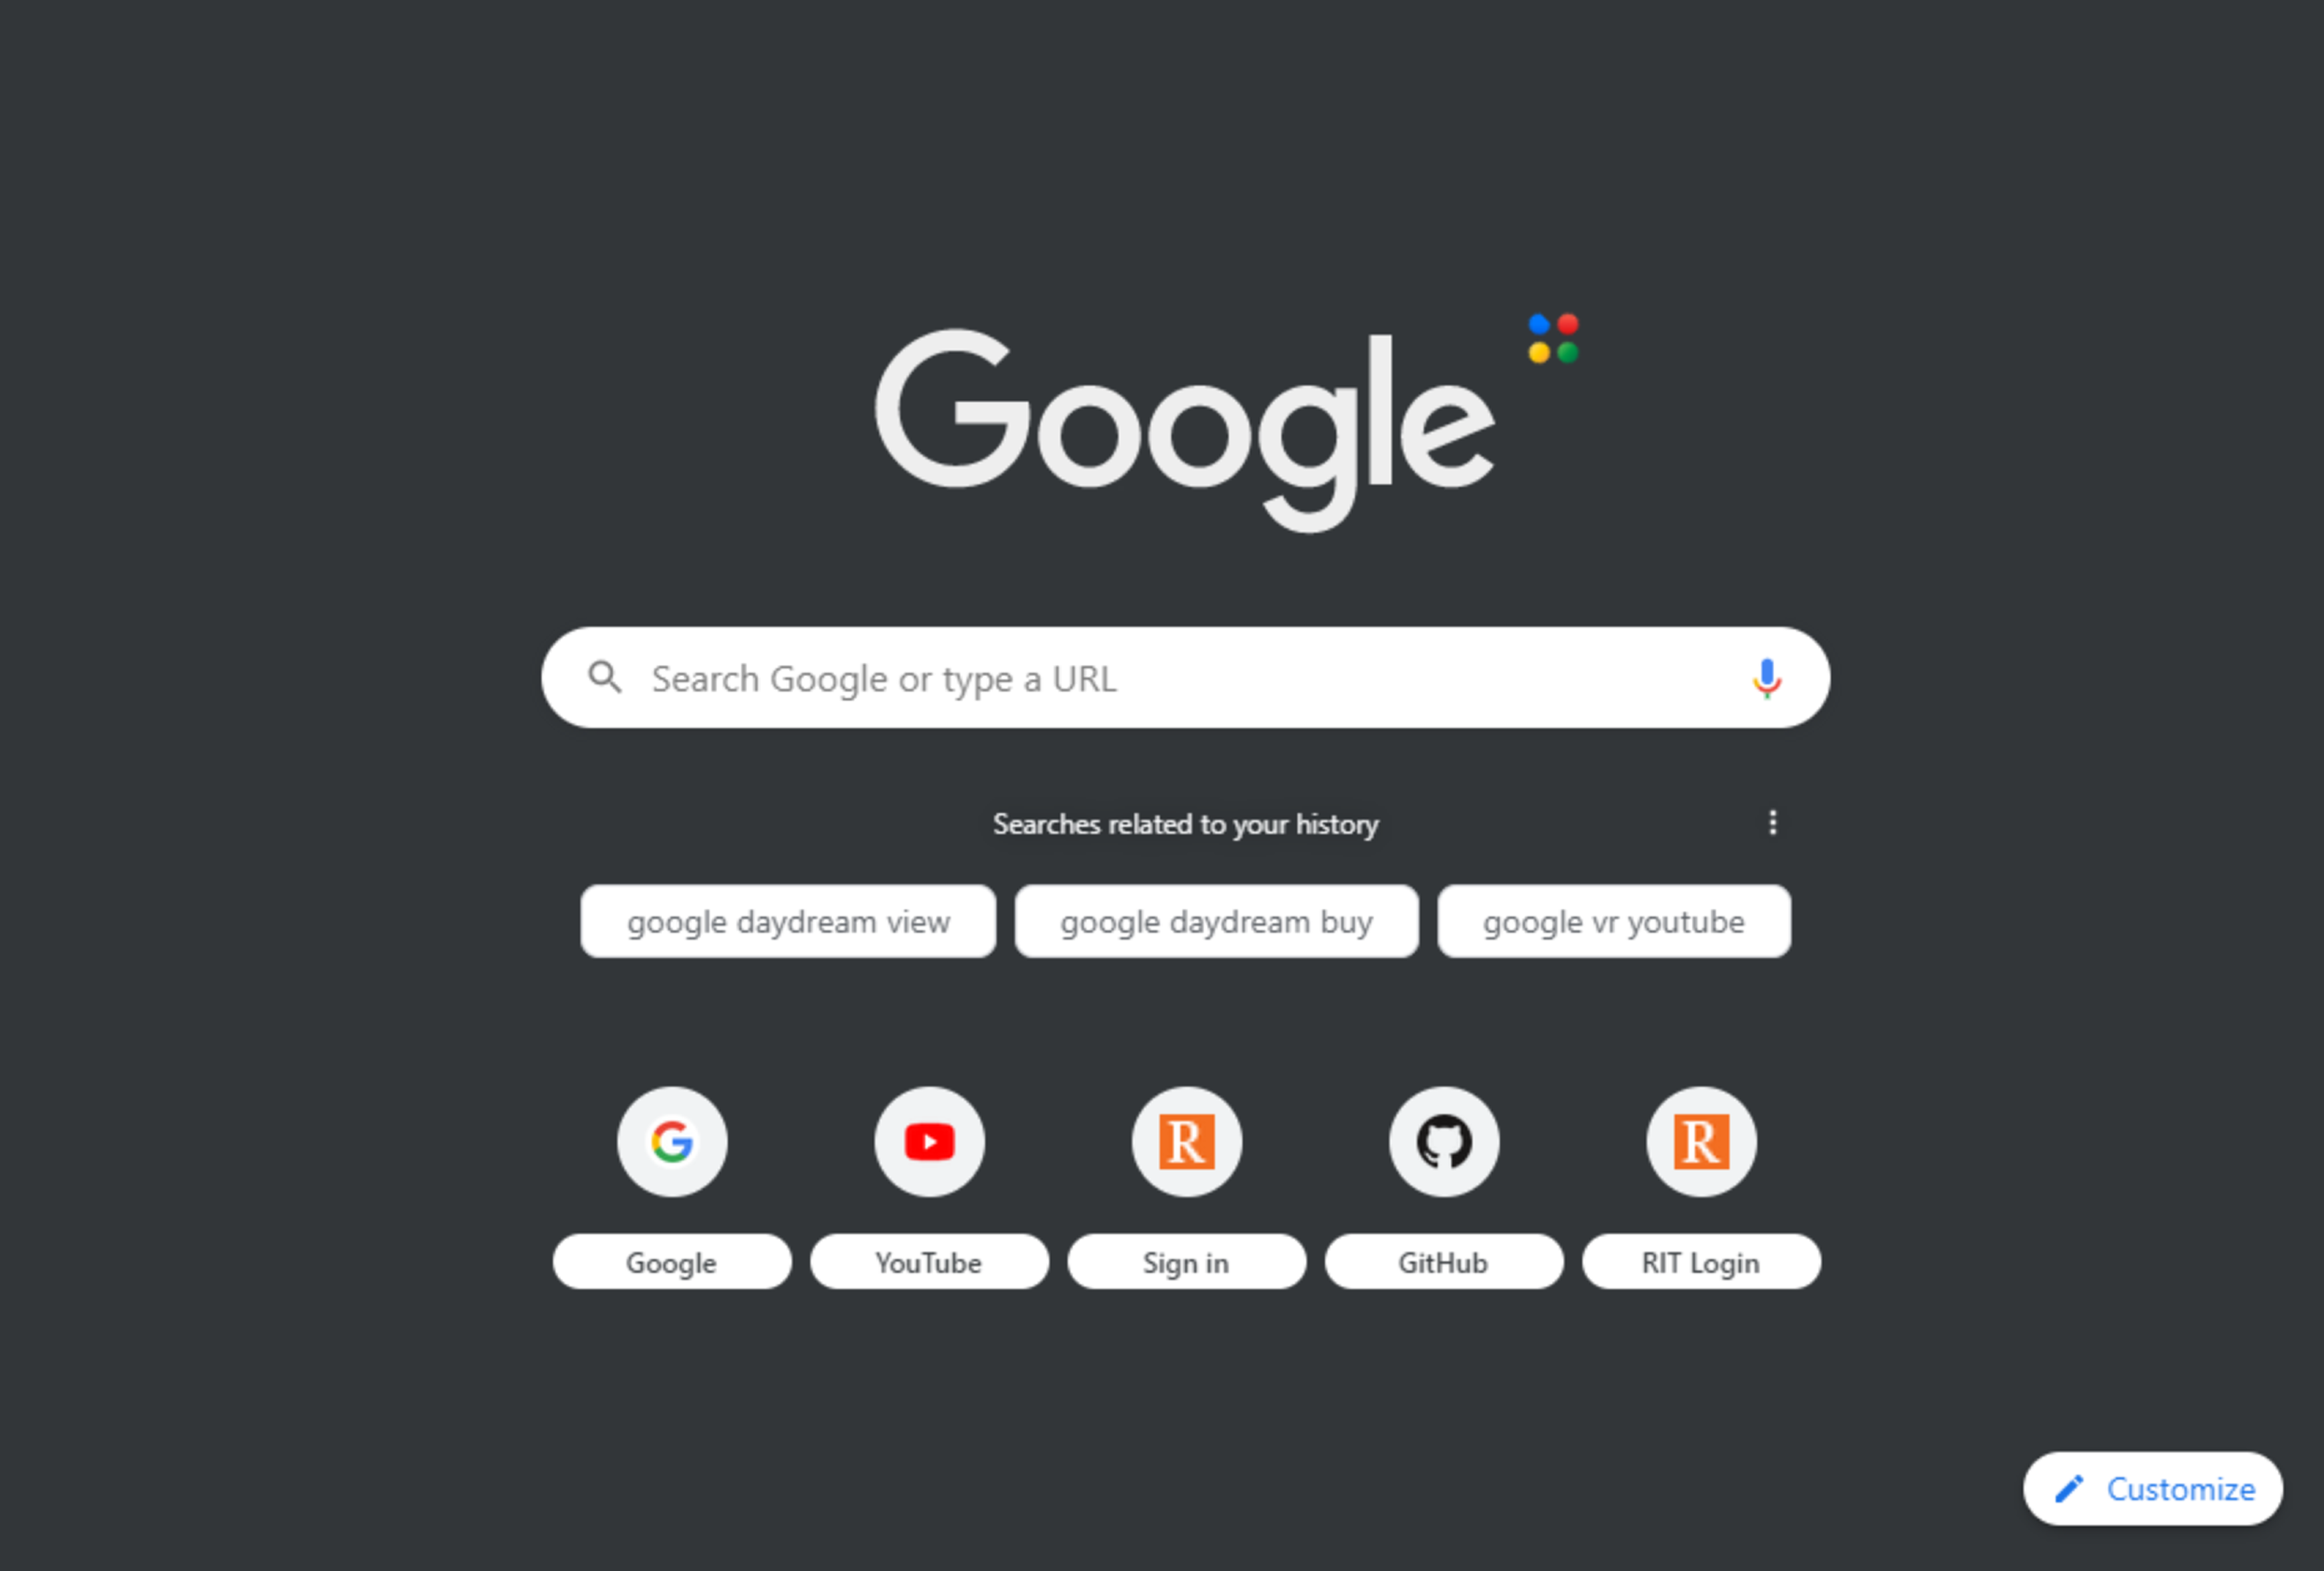 Google
Search Google or type a URL
Searches related to your history
google daydream view
google daydream buy
google vr youtube
G
R
R
Google
YouTube
Sign in
GitHub
RIT Login
Customize